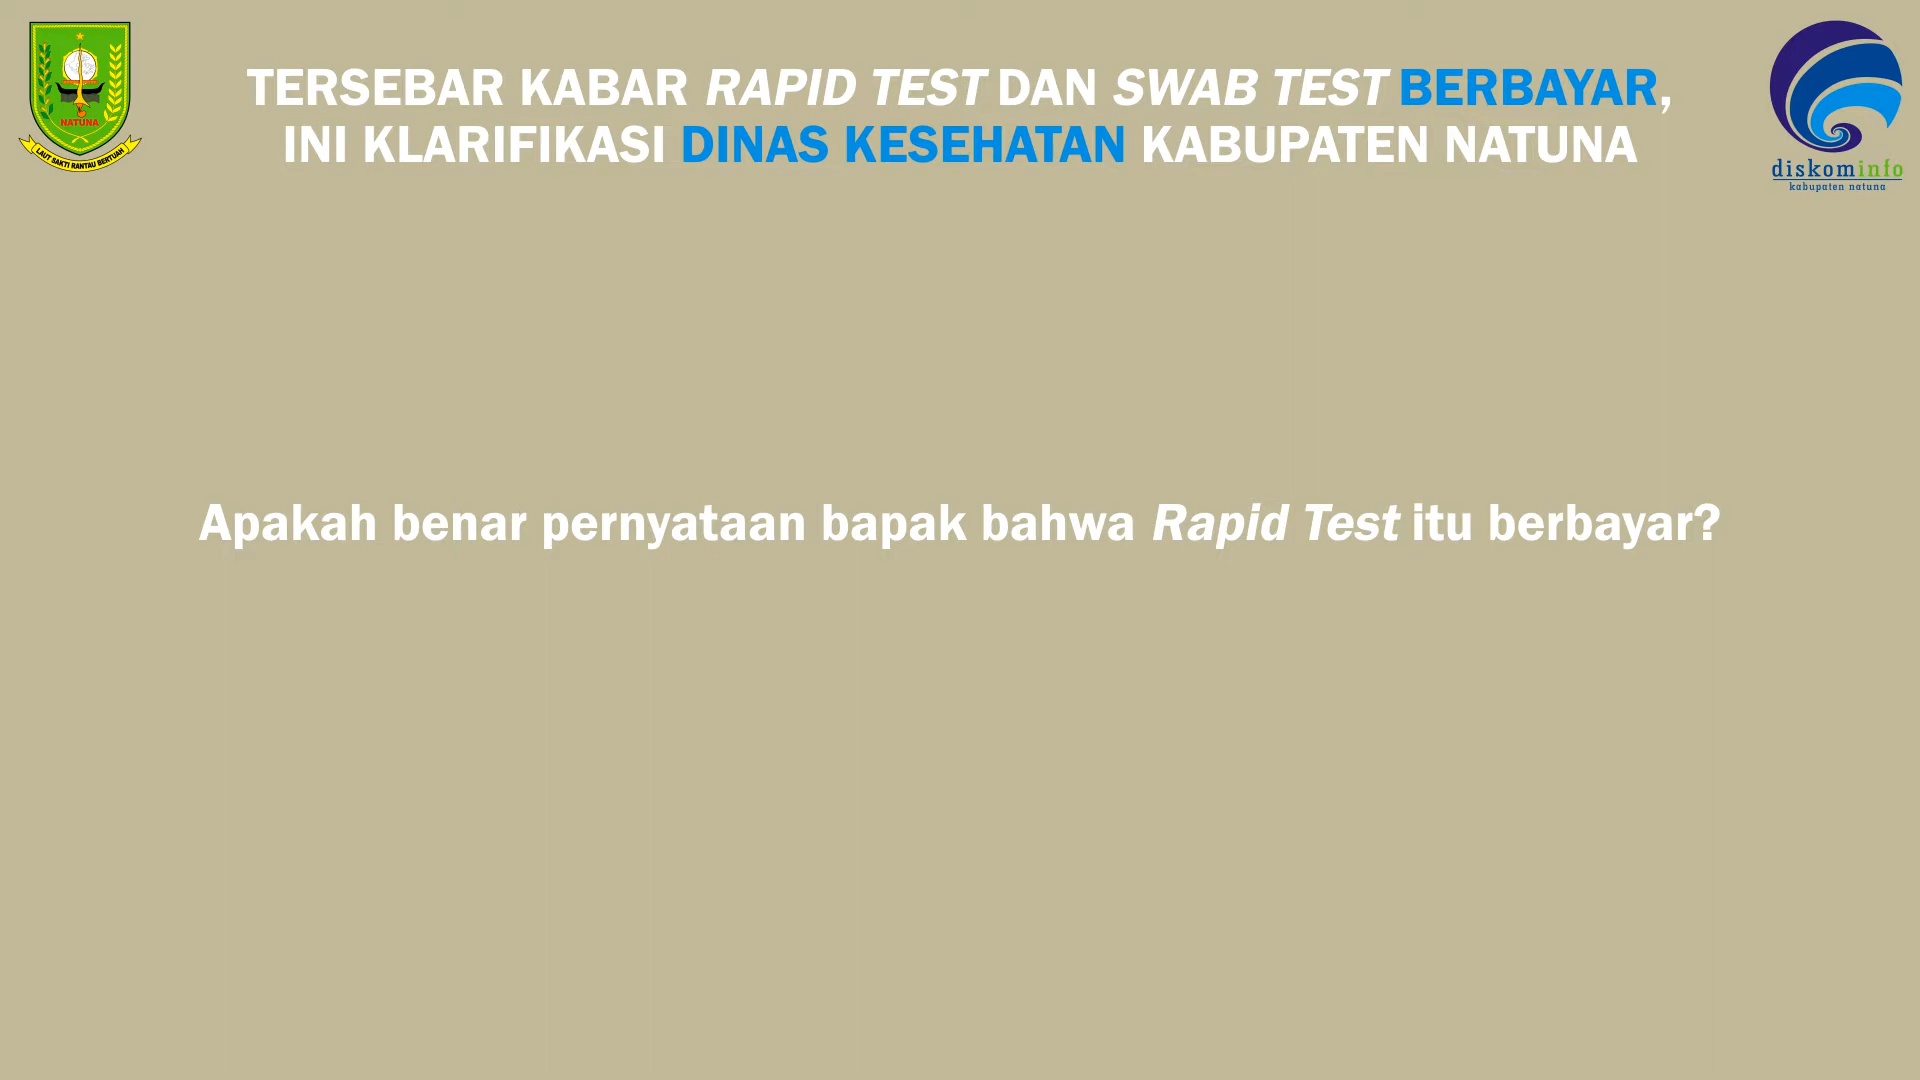 TERSEBAR KABAR RAPID TEST DAN SWAB TEST BERBAYAR,
INI KLARIFIKASI DINAS KESEHATAN KABUPATEN NATUNA
NATUNA
LAUT SAKTI RANTAU BERTUAH
diskominfo
kabupaten natuna
Apakah benar pernyataan bapak bahwa Rapid Test itu berbayar?